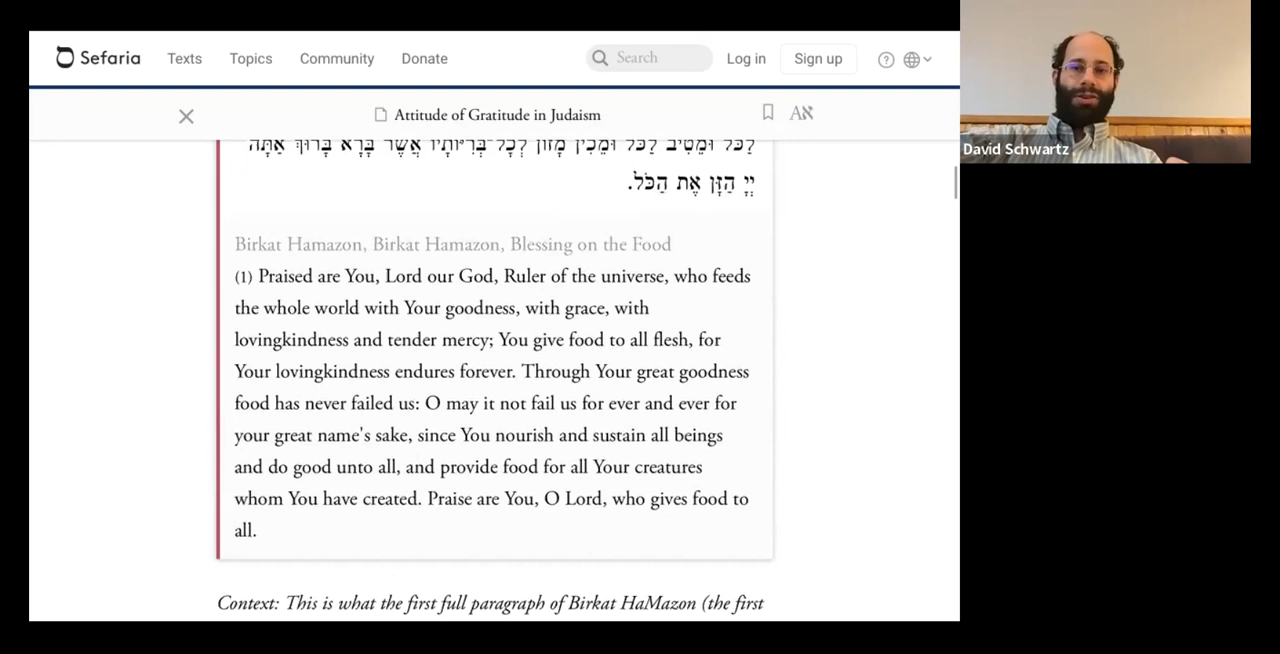 Sefaria Texts Topics Community Donate Search Log in Sign up
Attitude of Gratitude in Judaism AN
לַכֹּל וּמֵטִיב לַכֹּל וּמֵכִין מָזוֹן לְכָל־בְּרִיּוֹתָיו אֲשֶׁר בָּרָא בָּרוּךְ אַתָּה
יְיָ הַזָּן אֶת הַכֹּל.
Birkat Hamazon, Birkat Hamazon, Blessing on the Food
(1) Praised are You, Lord our God, Ruler of the universe, who feeds
the whole world with Your goodness, with grace, with
lovingkindness and tender mercy; You give food to all flesh, for
Your lovingkindness endures forever. Through Your great goodness
food has never failed us: O may it not fail us for ever and ever for
your great name's sake, since You nourish and sustain all beings
and do good unto all, and provide food for all Your creatures
whom You have created. Praise are You, O Lord, who gives food to
all.
Context: This is what the first full paragraph of Birkat HaMazon (the first
David Schwartz